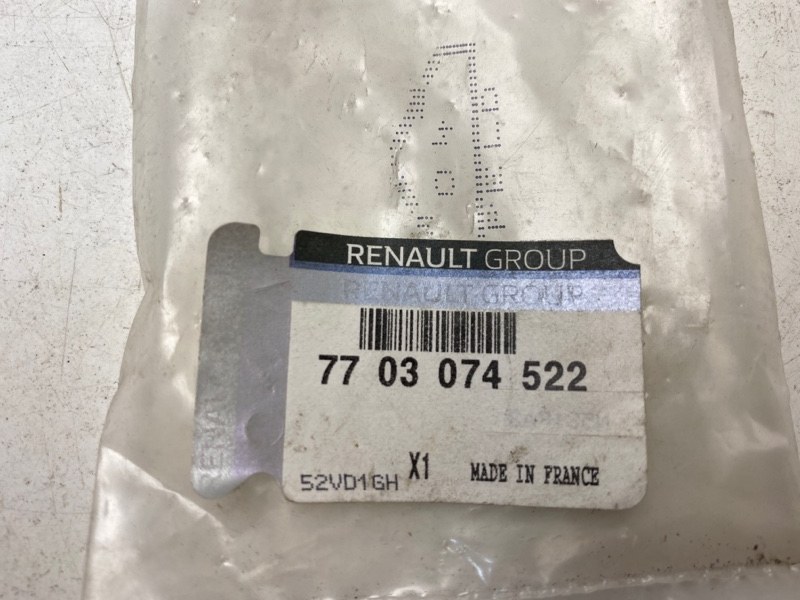 RENAULT GROUP
RENAULT GROUP
77 03 074 522
52VD1GH X1 MADE IN FRANCE